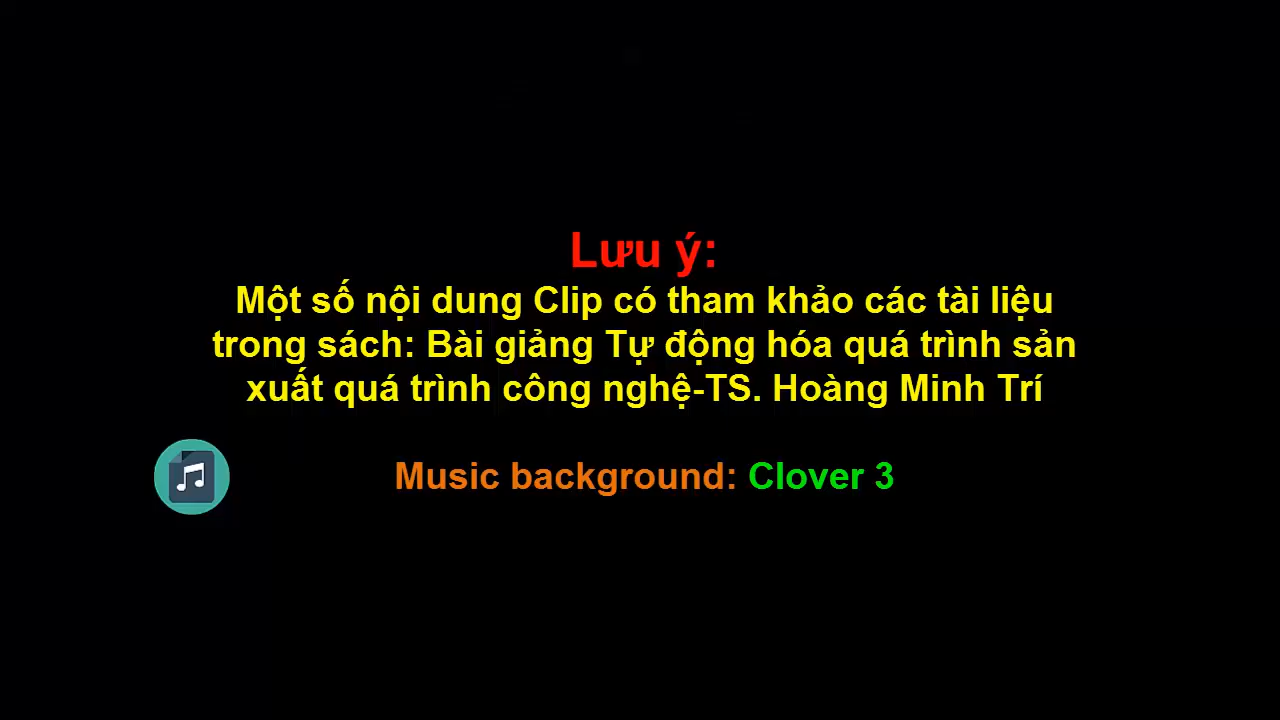 Lưu ý:
Một số nội dung Clip có tham khảo các tài liệu
trong sách: Bài giảng Tự động hóa quá trình sản
xuất quá trình công nghệ-TS. Hoàng Minh Trí
Music background: Clover 3